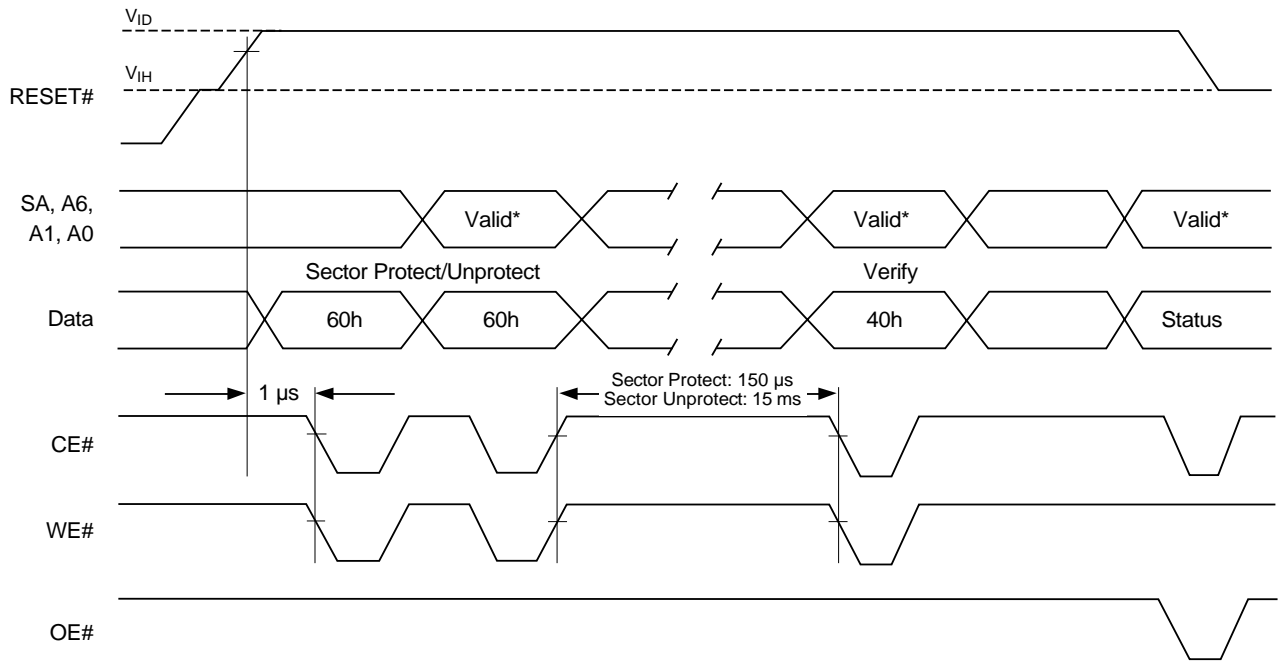 VID
VIH
RESET#
SA, A6,
A1, A0
Valid*
Valid*
Valid*
Sector Protect/Unprotect
Verify
Data
60h
60h
40h
Status
1 µs
Sector Protect: 150 µs
Sector Unprotect: 15 ms
CE#
WE#
OE#